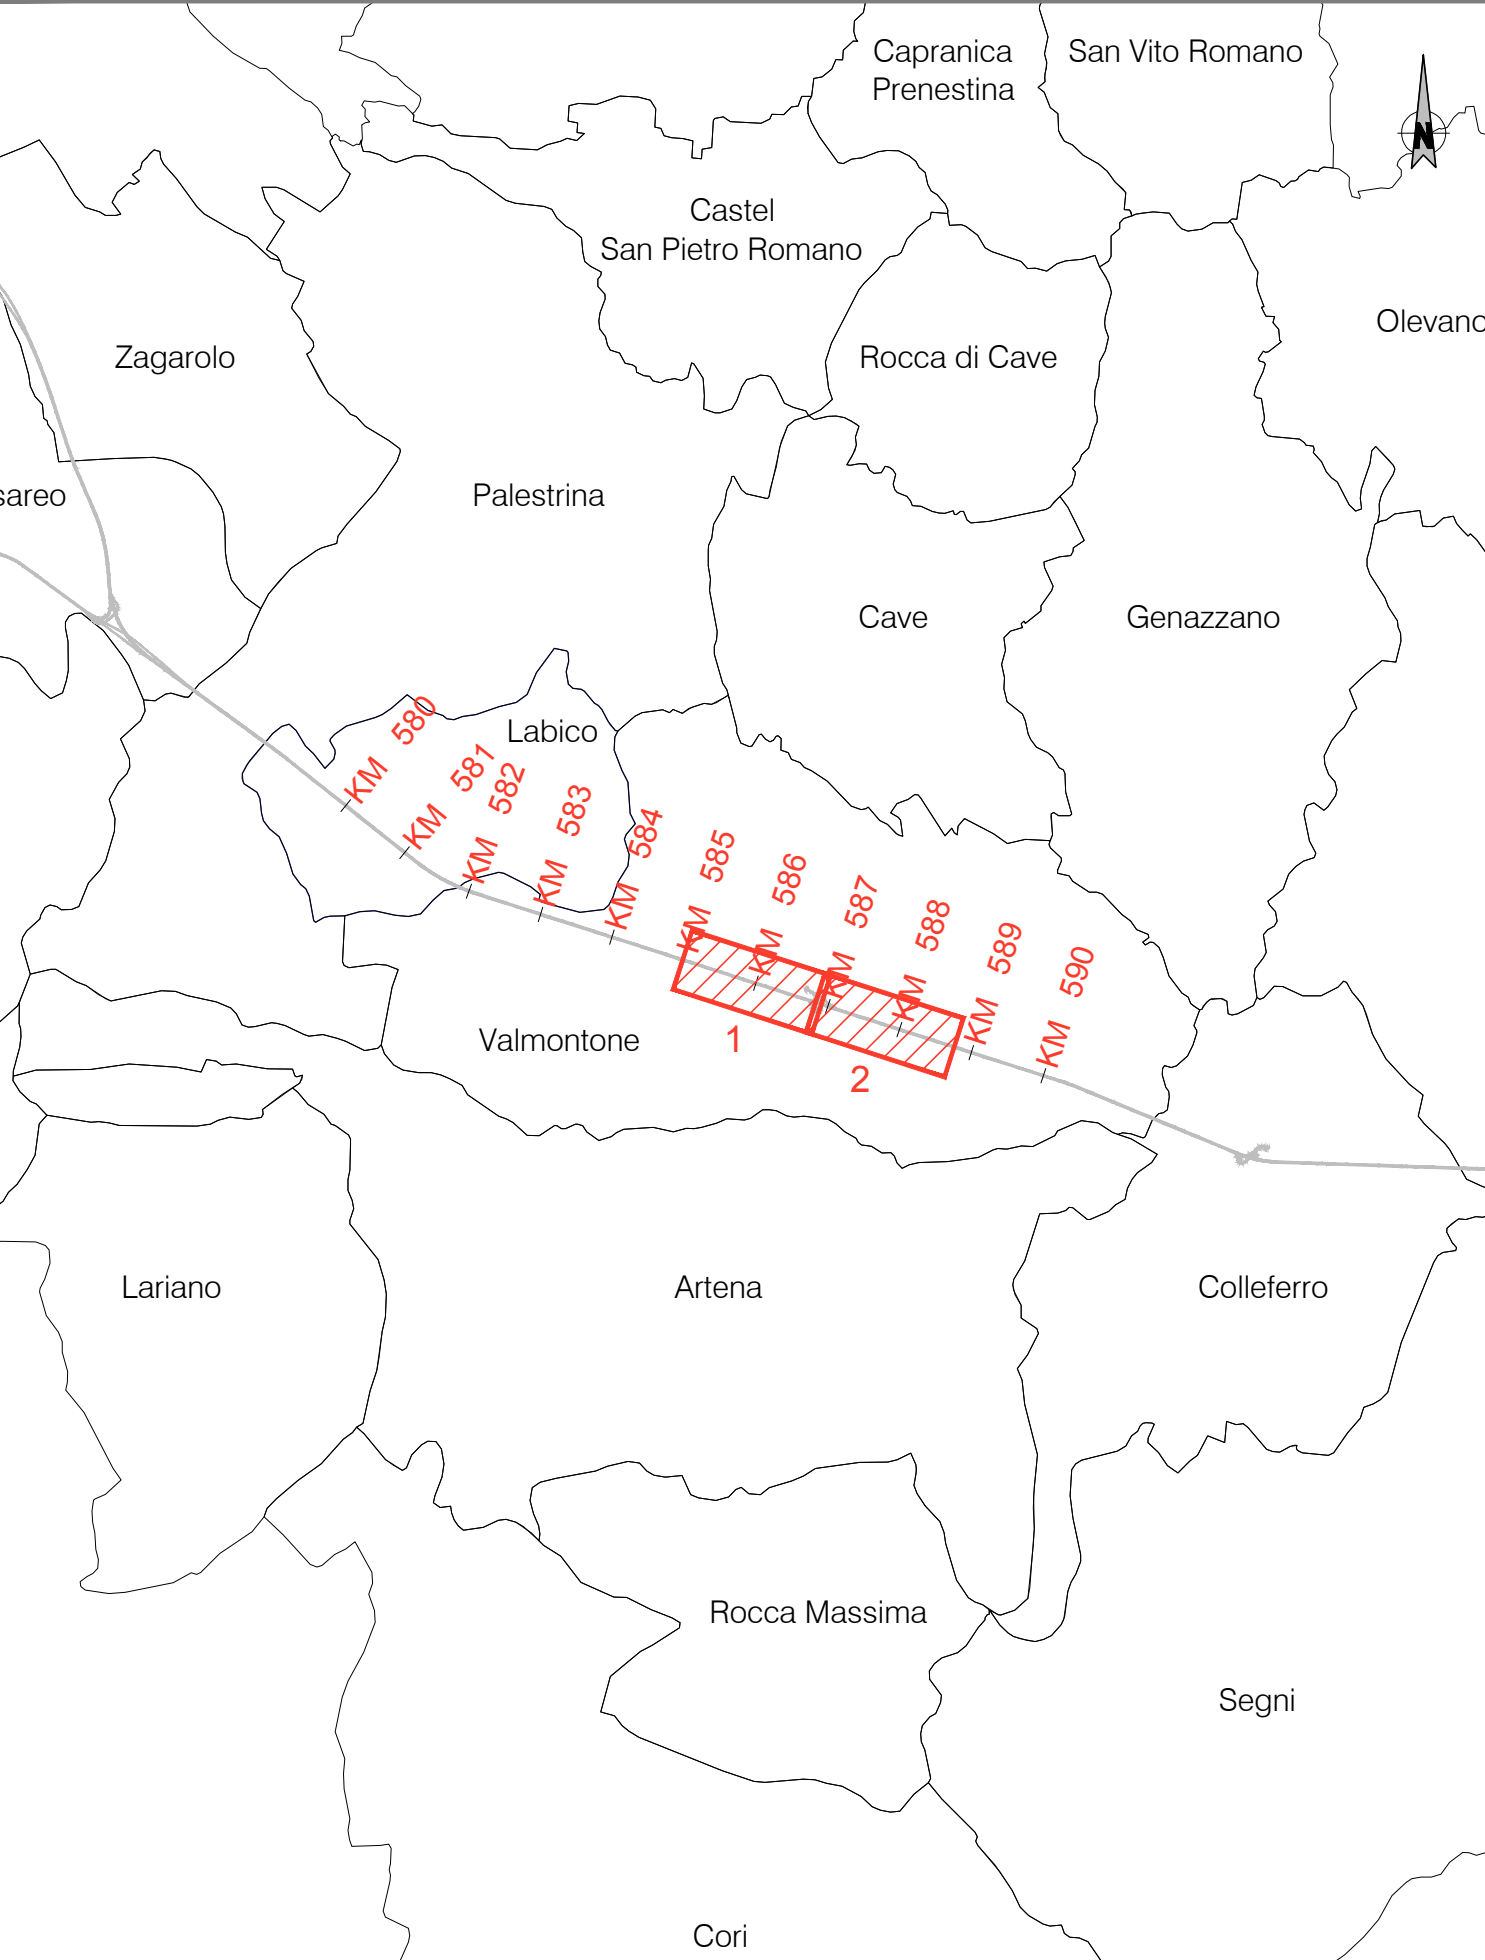 Capranica
Prenestina
San Vito Romano
N
Castel
San Pietro Romano
Olevano
Zagarolo
Rocca di Cave
sareo
Palestrina
Cave
Genazzano
Labico
KM 580
KM 581
KM 582
KM 583
KM 584
KM 585
KM 586
KM 587
KM 588
KM 589
KM 590
Valmontone
1
2
Lariano
Artena
Colleferro
Rocca Massima
Segni
Cori